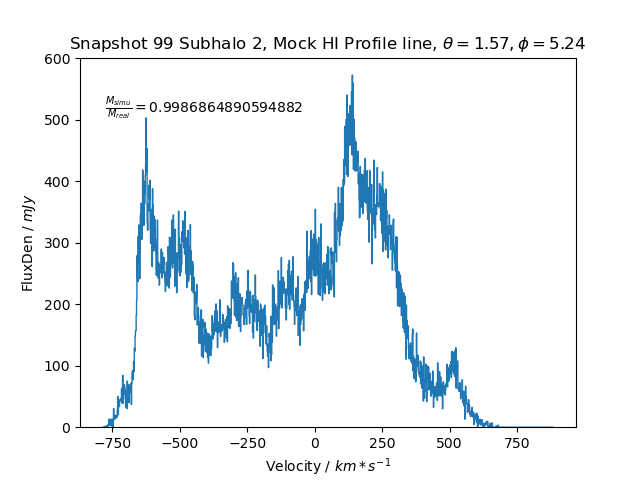 Snapshot 99 Subhalo 2, Mock HI Profile line, θ = 1.57, ϕ = 5.24
600
M_simu/M_real = 0.9986864890594882
500
400
300
200
100
0
FluxDen / mJy
−750 −500 −250 0 250 500 750
Velocity / km * s⁻¹